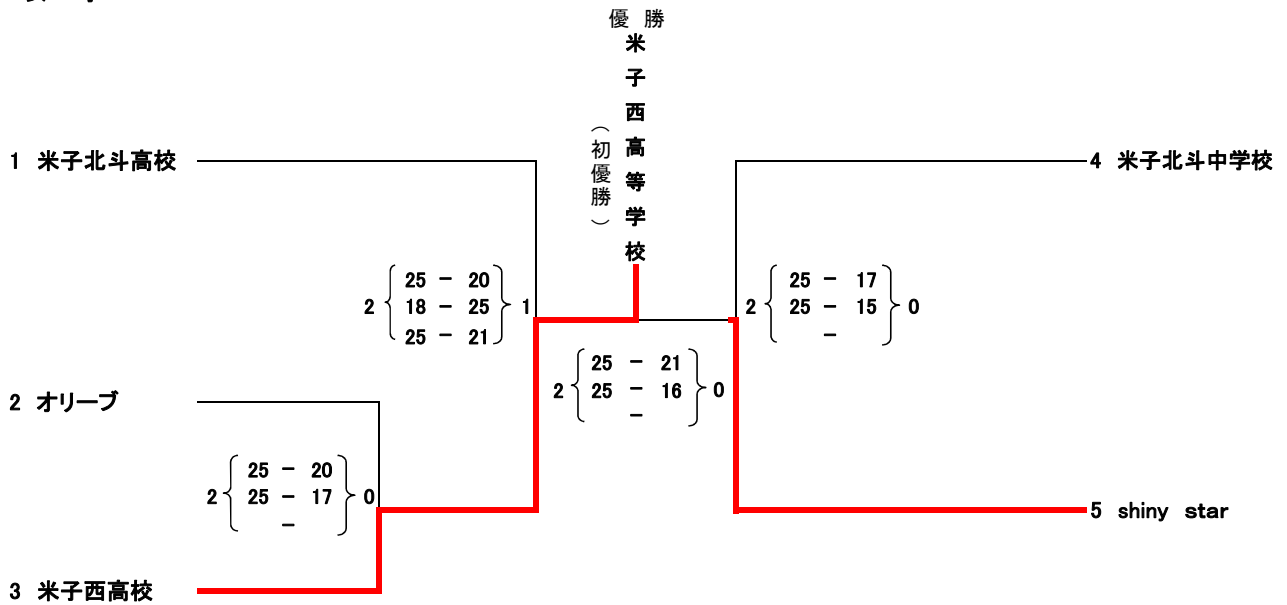 優 勝
米子西高等学校
（初優勝）
1 米子北斗高校
4 米子北斗中学校
2 { 25 － 20 } 1
18 － 25
25 － 21
2 { 25 － 17 } 0
25 － 15
－
2 { 25 － 21 } 0
25 － 16
－
2 オリーブ
2 { 25 － 20 } 0
25 － 17
－
5 shiny star
3 米子西高校